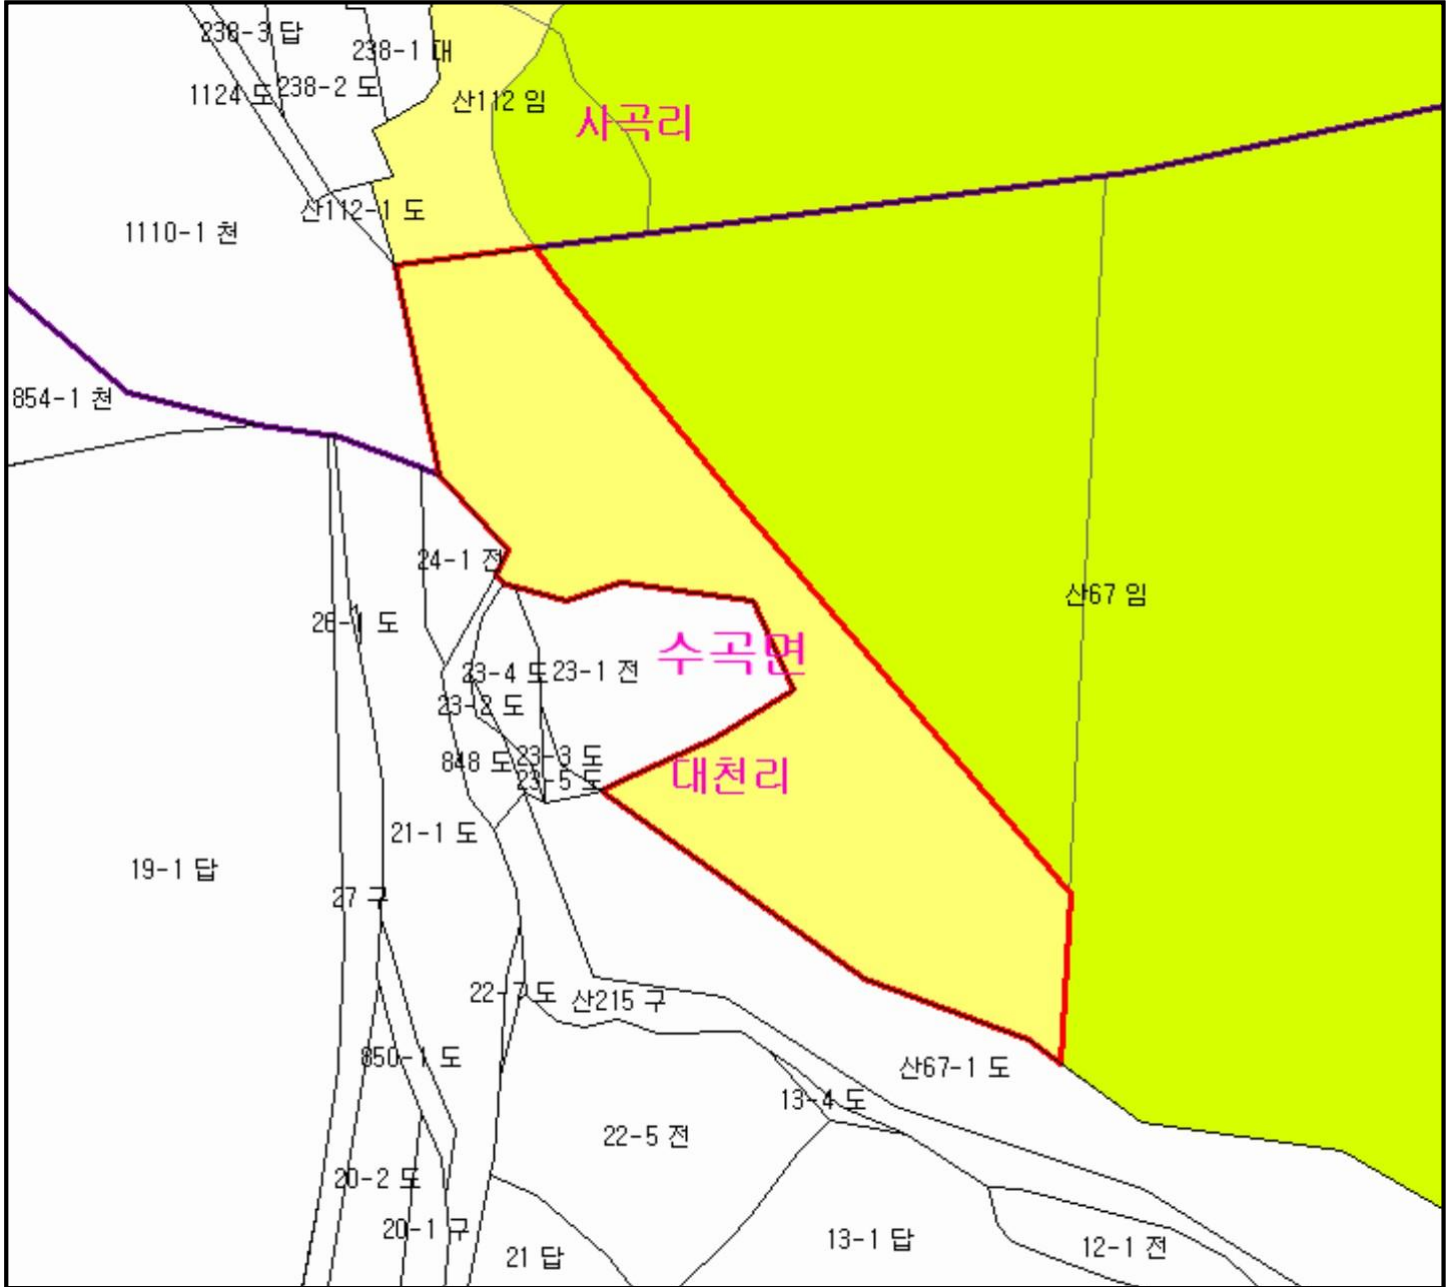 238-3 답
238-1 대
238-2 도
1124 도
산112 임
사곡리
산112-1 도
1110-1 천
854-1 천
24-1 전
산67 임
26-1 도
수곡면
23-4 도
23-1 전
23-2 도
23-3 도
848 도
대천리
23-5 도
21-1 도
19-1 답
27 구
22-7 도
산215 구
850-1 도
산67-1 도
13-4 도
22-5 전
20-2 도
20-1 구
13-1 답
12-1 전
21 답